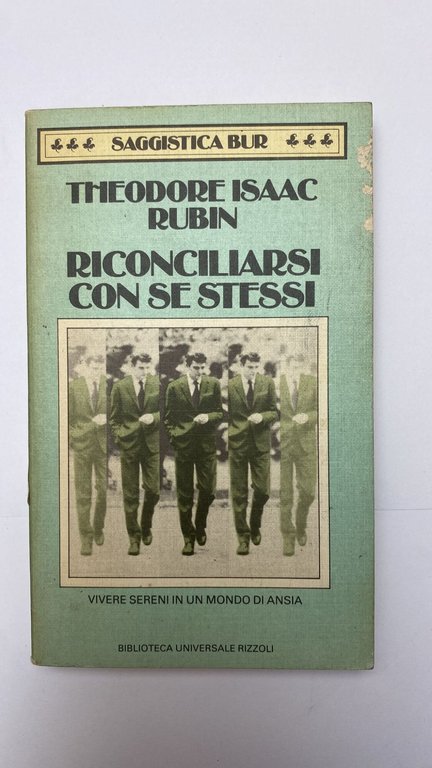 SAGGISTICA BUR
THEODORE ISAAC
RUBIN
RICONCILIARSI
CON SE STESSI
VIVERE SERENI IN UN MONDO DI ANSIA
BIBLIOTECA UNIVERSALE RIZZOLI